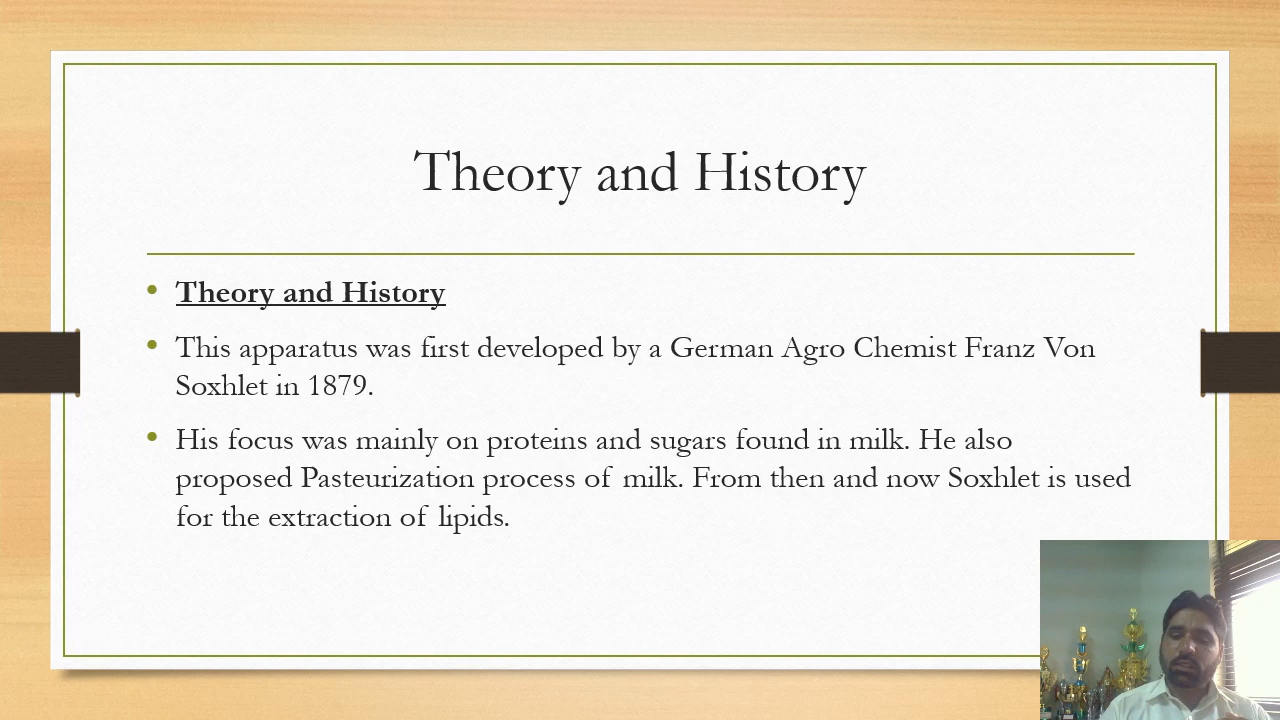 Theory and History
Theory and History
This apparatus was first developed by a German Agro Chemist Franz Von
Soxhlet in 1879.
His focus was mainly on proteins and sugars found in milk. He also
proposed Pasteurization process of milk. From then and now Soxhlet is used
for the extraction of lipids.